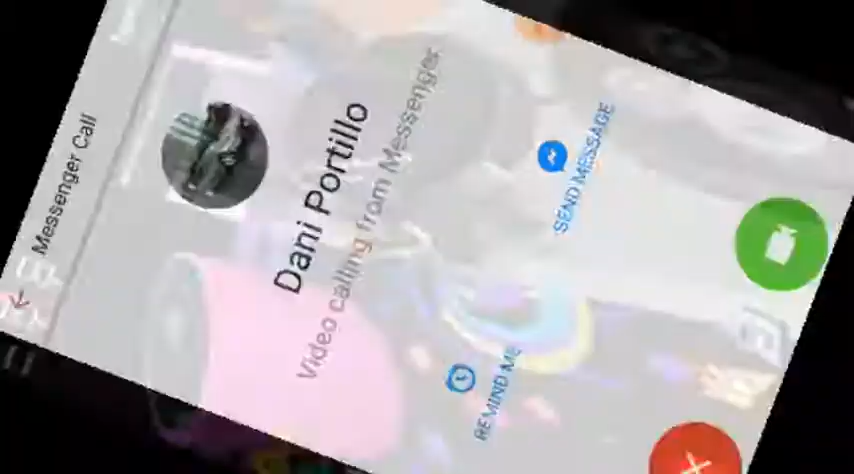 Messenger Call
Dani Portillo
Video calling from Messenger
REMIND ME
SEND MESSAGE